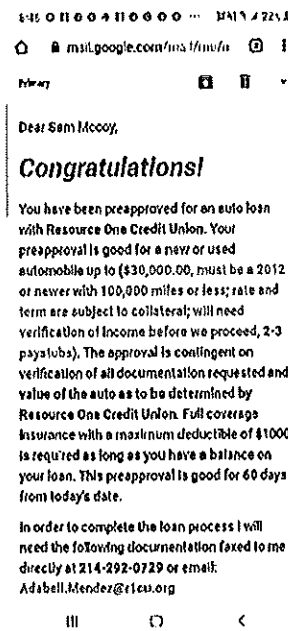 mail.google.com/mail/mu/m
Primary
Dear Sam Mccoy,
Congratulations!
You have been preapproved for an auto loan
with Resource One Credit Union. Your
preapproval is good for a new or used
automobile up to ($30,000.00, must be a 2012
or newer with 100,000 miles or less; rate and
term are subject to collateral; will need
verification of income before we proceed, 2-3
paystubs). The approval is contingent on
verification of all documentation requested and
value of the auto as to be determined by
Resource One Credit Union. Full coverage
insurance with a maximum deductible of $1000
is required as long as you have a balance on
your loan. This preapproval is good for 60 days
from today's date.
In order to complete the loan process I will
need the following documentation faxed to me
directly at 214-292-0729 or email:
Adabell.Mendez@r1cu.org